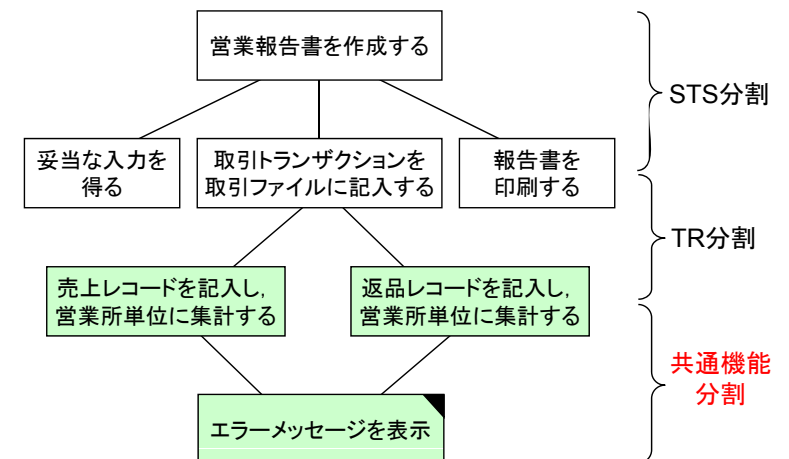 営業報告書を作成する
STS分割
妥当な入力を
得る
取引トランザクションを
取引ファイルに記入する
報告書を
印刷する
TR分割
売上レコードを記入し,
営業所単位に集計する
返品レコードを記入し,
営業所単位に集計する
共通機能
分割
エラーメッセージを表示